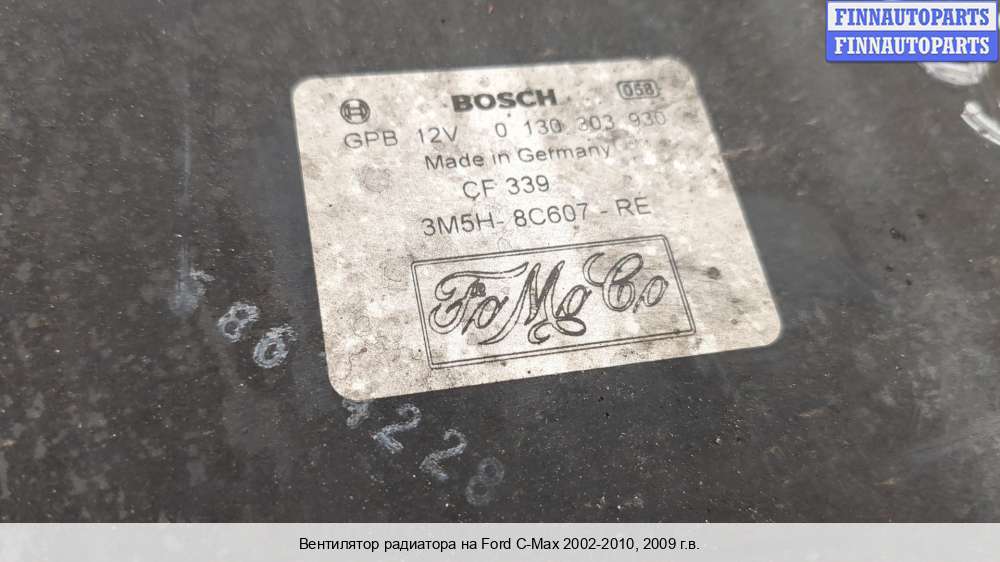 FINNAUTOPARTS
FINNAUTOPARTS
BOSCH 058
GPB 12V 0 130 303 930
Made in Germany
CF 339
3M5H- 8C607 - RE
FoMoCo
Вентилятор радиатора на Ford C-Max 2002-2010, 2009 г.в.